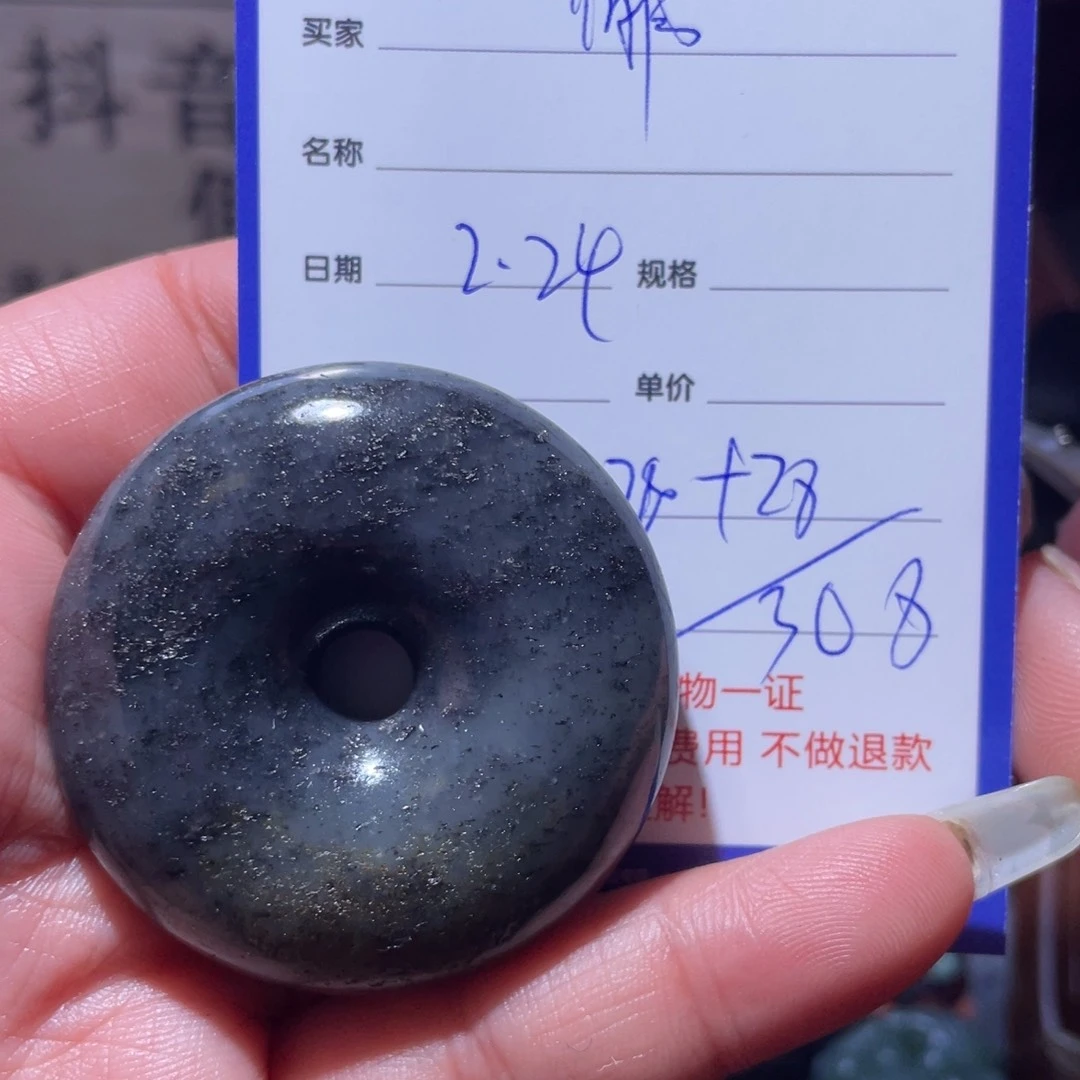 抖音
买家
名称
日期 2.24 规格
单价
78 +28
308
物一证
费用 不做退款
解!